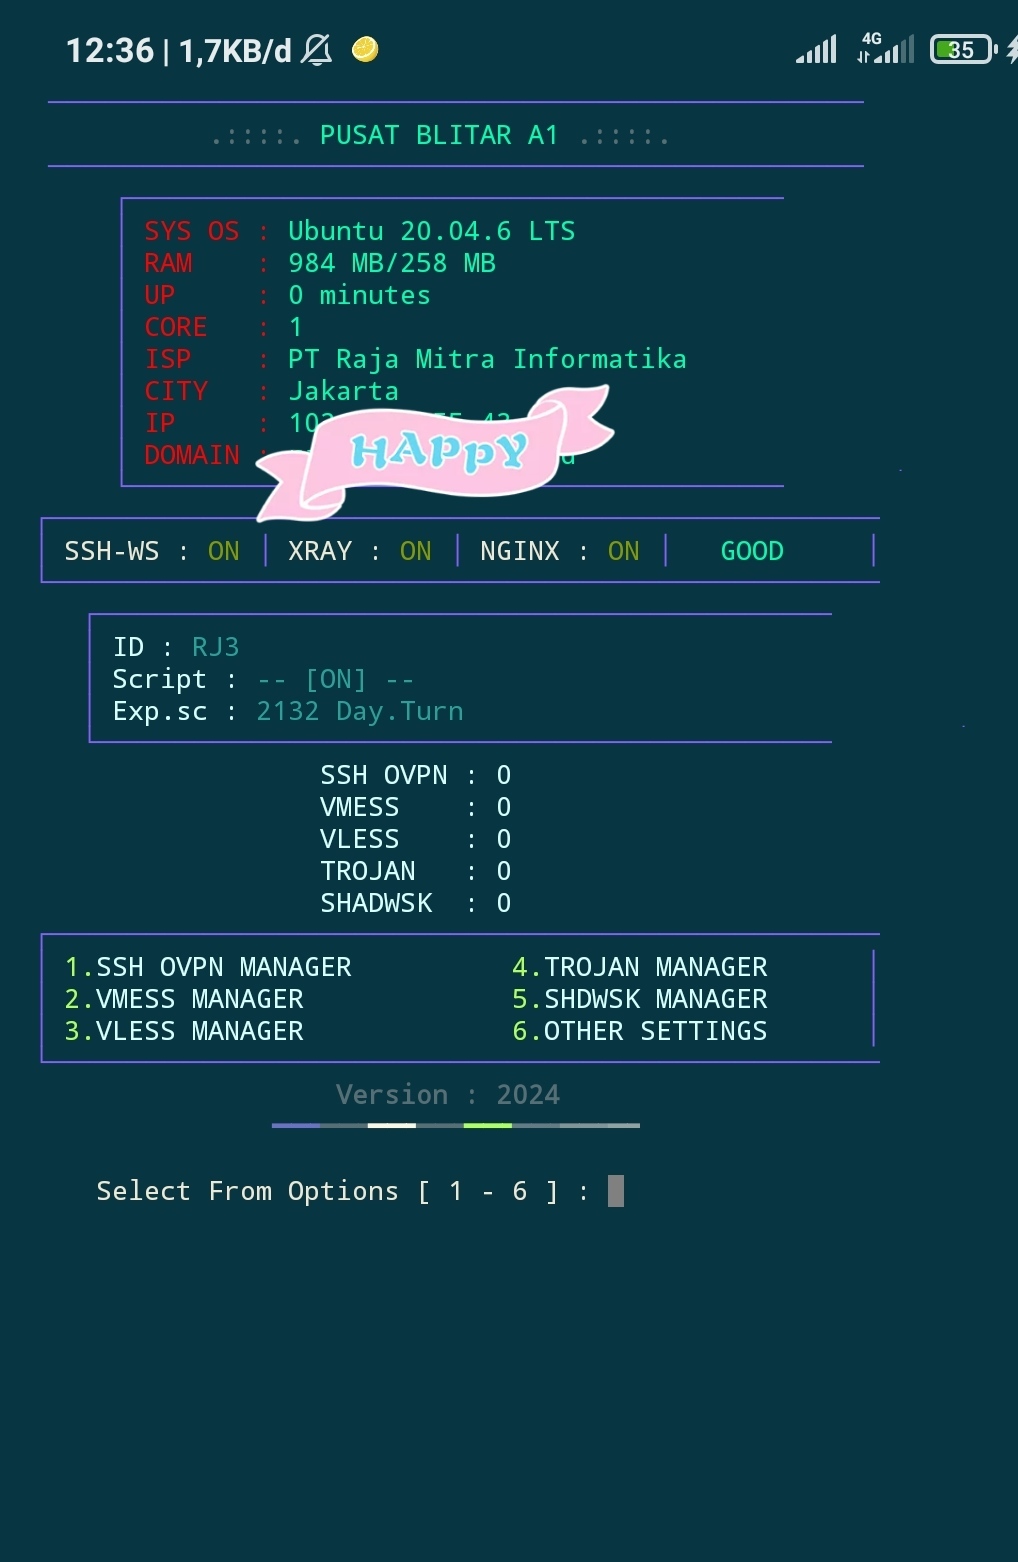 12:36 | 1,7KB/d 4G 35
.::::. PUSAT BLITAR A1 .::::.
SYS OS : Ubuntu 20.04.6 LTS
RAM : 984 MB/258 MB
UP : 0 minutes
CORE : 1
ISP : PT Raja Mitra Informatika
CITY : Jakarta
IP :
DOMAIN :
HAPPY
SSH-WS : ON | XRAY : ON | NGINX : ON | GOOD |
ID : RJ3
Script : -- [ON] --
Exp.sc : 2132 Day.Turn
SSH OVPN : 0
VMESS : 0
VLESS : 0
TROJAN : 0
SHADWSK : 0
1.SSH OVPN MANAGER 4.TROJAN MANAGER
2.VMESS MANAGER 5.SHDWSK MANAGER
3.VLESS MANAGER 6.OTHER SETTINGS
Version : 2024
Select From Options [ 1 - 6 ] :